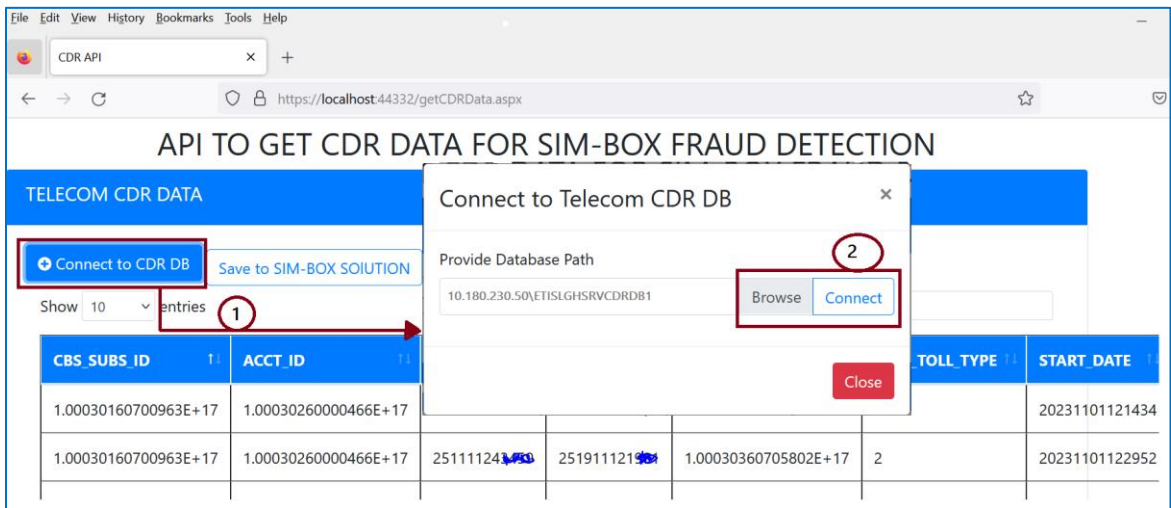 File Edit View History Bookmarks Tools Help
CDR API
https://localhost:44332/getCDRData.aspx
API TO GET CDR DATA FOR SIM-BOX FRAUD DETECTION
TELECOM CDR DATA
Connect to Telecom CDR DB ×
Connect to CDR DB Save to SIM-BOX SOlUTION
Provide Database Path 2
10.180.230.50\ETISLGHSRVCDRDB1 Browse Connect
Show 10 entries 1
Close
CBS_SUBS_ID ACCT_ID _TOLL_TYPE START_DATE
1.00030160700963E+17 1.00030260000466E+17 20231101121434
1.00030160700963E+17 1.00030260000466E+17 1.00030360705802E+17 2 20231101122952